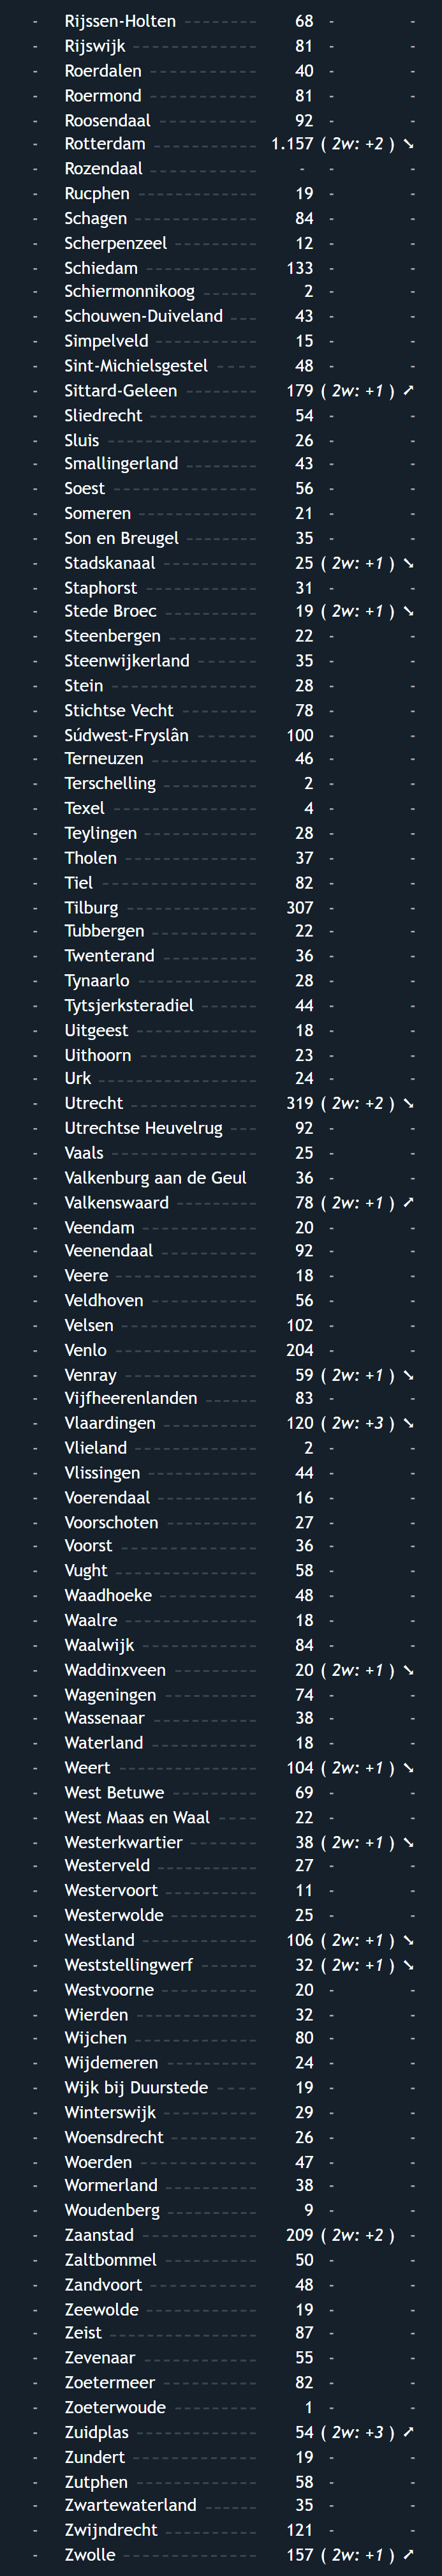 - Rijssen-Holten 68 - -
- Rijswijk 81 - -
- Roerdalen 40 - -
- Roermond 81 - -
- Roosendaal 92 - -
- Rotterdam 1.157 ( 2w: +2 ) ➘
- Rozendaal - - -
- Rucphen 19 - -
- Schagen 84 - -
- Scherpenzeel 12 - -
- Schiedam 133 - -
- Schiermonnikoog 2 - -
- Schouwen-Duiveland 43 - -
- Simpelveld 15 - -
- Sint-Michielsgestel 48 - -
- Sittard-Geleen 179 ( 2w: +1 ) ➚
- Sliedrecht 54 - -
- Sluis 26 - -
- Smallingerland 43 - -
- Soest 56 - -
- Someren 21 - -
- Son en Breugel 35 - -
- Stadskanaal 25 ( 2w: +1 ) ➘
- Staphorst 31 - -
- Stede Broec 19 ( 2w: +1 ) ➘
- Steenbergen 22 - -
- Steenwijkerland 35 - -
- Stein 28 - -
- Stichtse Vecht 78 - -
- Súdwest-Fryslân 100 - -
- Terneuzen 46 - -
- Terschelling 2 - -
- Texel 4 - -
- Teylingen 28 - -
- Tholen 37 - -
- Tiel 82 - -
- Tilburg 307 - -
- Tubbergen 22 - -
- Twenterand 36 - -
- Tynaarlo 28 - -
- Tytsjerksteradiel 44 - -
- Uitgeest 18 - -
- Uithoorn 23 - -
- Urk 24 - -
- Utrecht 319 ( 2w: +2 ) ➘
- Utrechtse Heuvelrug 92 - -
- Vaals 25 - -
- Valkenburg aan de Geul 36 - -
- Valkenswaard 78 ( 2w: +1 ) ➚
- Veendam 20 - -
- Veenendaal 92 - -
- Veere 18 - -
- Veldhoven 56 - -
- Velsen 102 - -
- Venlo 204 - -
- Venray 59 ( 2w: +1 ) ➘
- Vijfheerenlanden 83 - -
- Vlaardingen 120 ( 2w: +3 ) ➘
- Vlieland 2 - -
- Vlissingen 44 - -
- Voerendaal 16 - -
- Voorschoten 27 - -
- Voorst 36 - -
- Vught 58 - -
- Waadhoeke 48 - -
- Waalre 18 - -
- Waalwijk 84 - -
- Waddinxveen 20 ( 2w: +1 ) ➘
- Wageningen 74 - -
- Wassenaar 38 - -
- Waterland 18 - -
- Weert 104 ( 2w: +1 ) ➘
- West Betuwe 69 - -
- West Maas en Waal 22 - -
- Westerkwartier 38 ( 2w: +1 ) ➘
- Westerveld 27 - -
- Westervoort 11 - -
- Westerwolde 25 - -
- Westland 106 ( 2w: +1 ) ➘
- Weststellingwerf 32 ( 2w: +1 ) ➘
- Westvoorne 20 - -
- Wierden 32 - -
- Wijchen 80 - -
- Wijdemeren 24 - -
- Wijk bij Duurstede 19 - -
- Winterswijk 29 - -
- Woensdrecht 26 - -
- Woerden 47 - -
- Wormerland 38 - -
- Woudenberg 9 - -
- Zaanstad 209 ( 2w: +2 ) -
- Zaltbommel 50 - -
- Zandvoort 48 - -
- Zeewolde 19 - -
- Zeist 87 - -
- Zevenaar 55 - -
- Zoetermeer 82 - -
- Zoeterwoude 1 - -
- Zuidplas 54 ( 2w: +3 ) ➚
- Zundert 19 - -
- Zutphen 58 - -
- Zwartewaterland 35 - -
- Zwijndrecht 121 - -
- Zwolle 157 ( 2w: +1 ) ➚